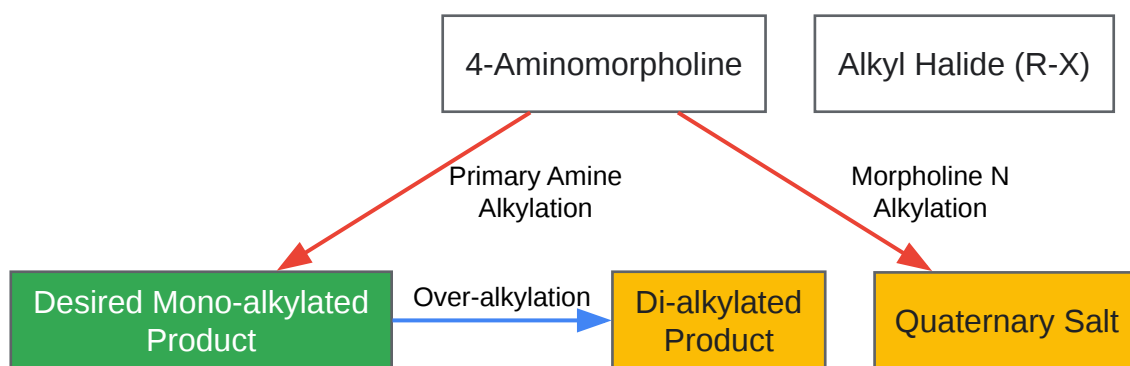 4-Aminomorpholine
Alkyl Halide (R-X)
Primary Amine
Alkylation
Morpholine N
Alkylation
Desired Mono-alkylated
Product
Over-alkylation
Di-alkylated
Product
Quaternary Salt